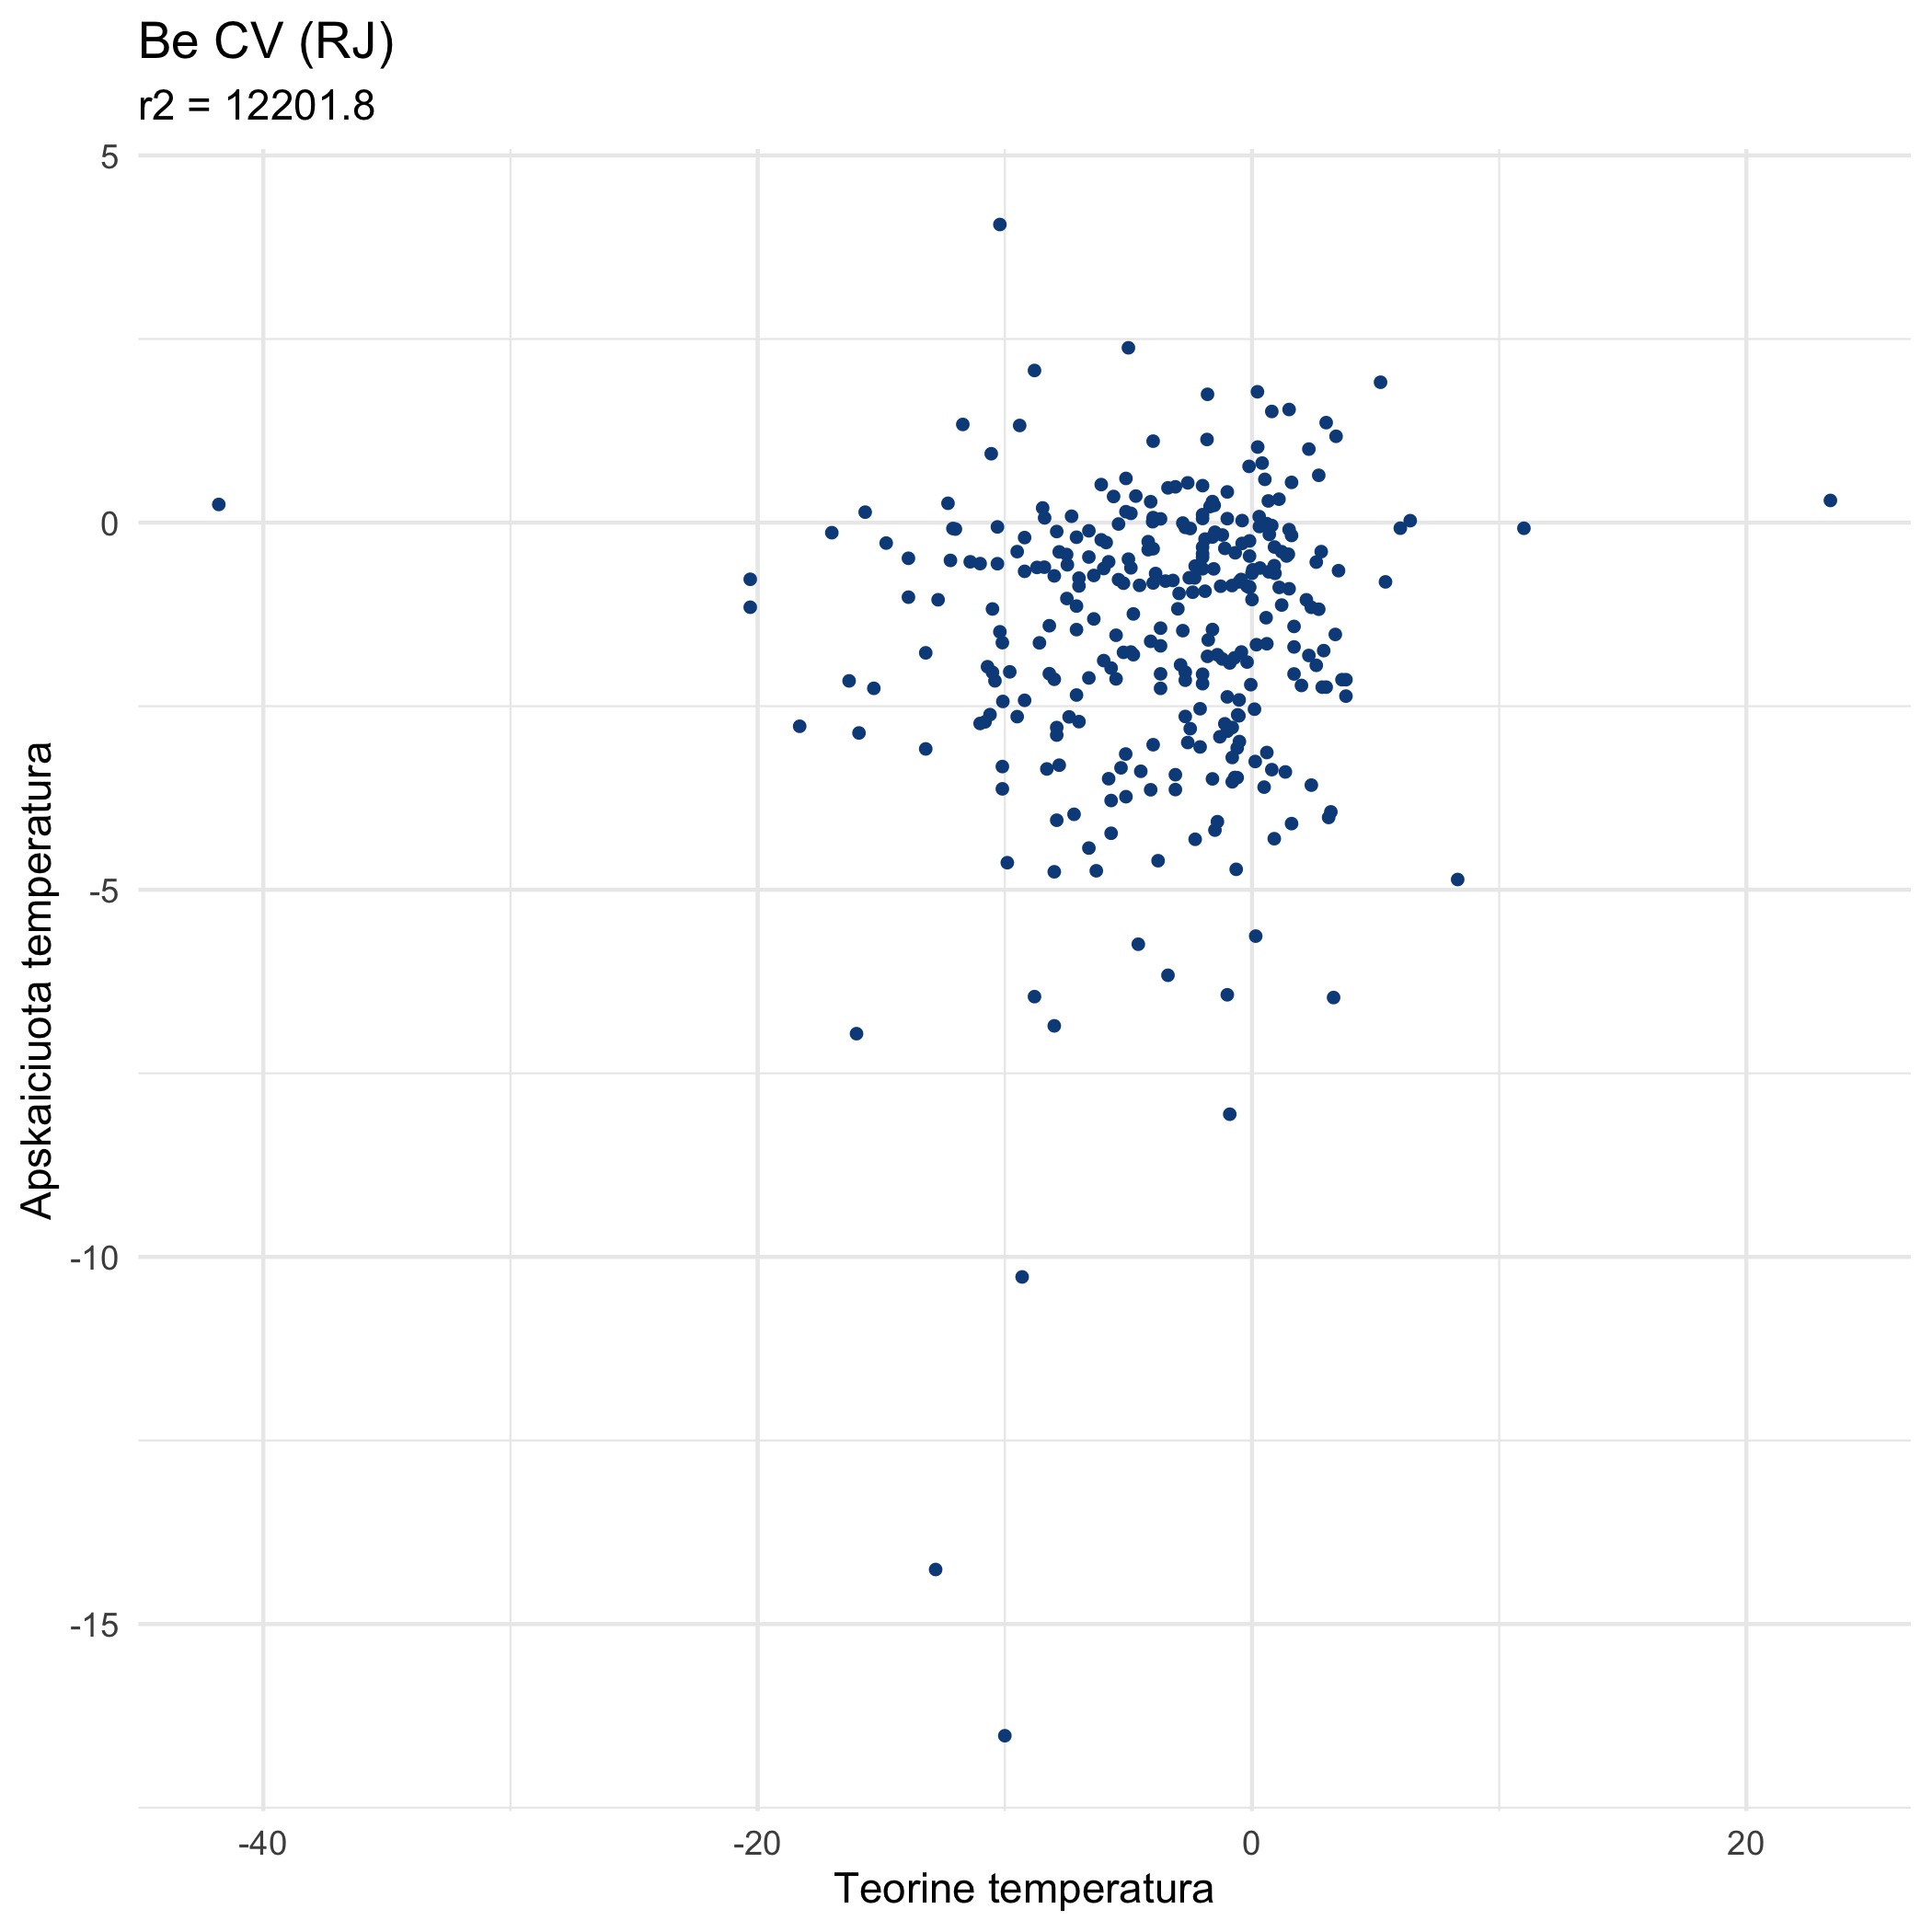 Be CV (RJ)
r2 = 12201.8
5
0
-5
-10
-15
Apskaiciuota temperatura
-40
-20
0
20
Teorine temperatura